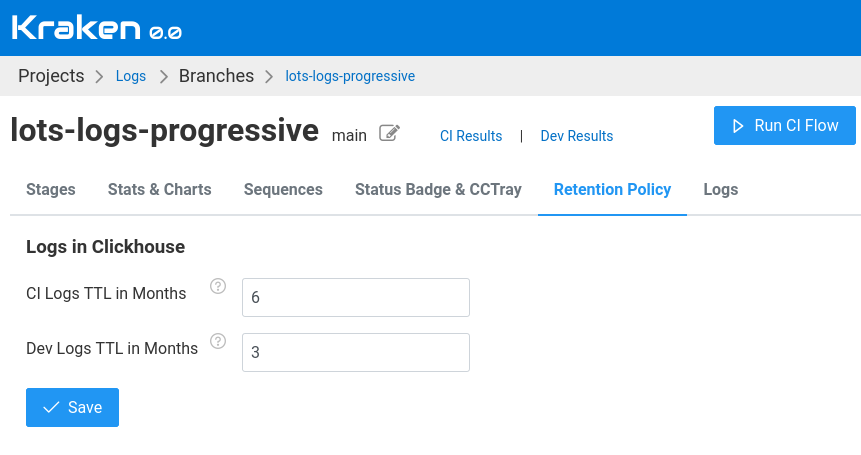 Kraken 0.0
Projects > Logs > Branches > lots-logs-progressive
lots-logs-progressive main CI Results | Dev Results Run CI Flow
Stages Stats & Charts Sequences Status Badge & CCTray Retention Policy Logs
Logs in Clickhouse
CI Logs TTL in Months ? 6
Dev Logs TTL in Months ? 3
Save